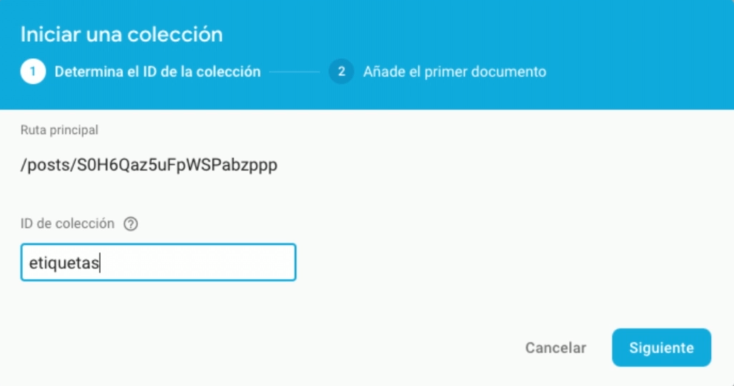 Iniciar una colección
1 Determina el ID de la colección 2 Añade el primer documento
Ruta principal
/posts/S0H6Qaz5uFpWSPabzppp
ID de colección ?
etiquetas
Cancelar Siguiente